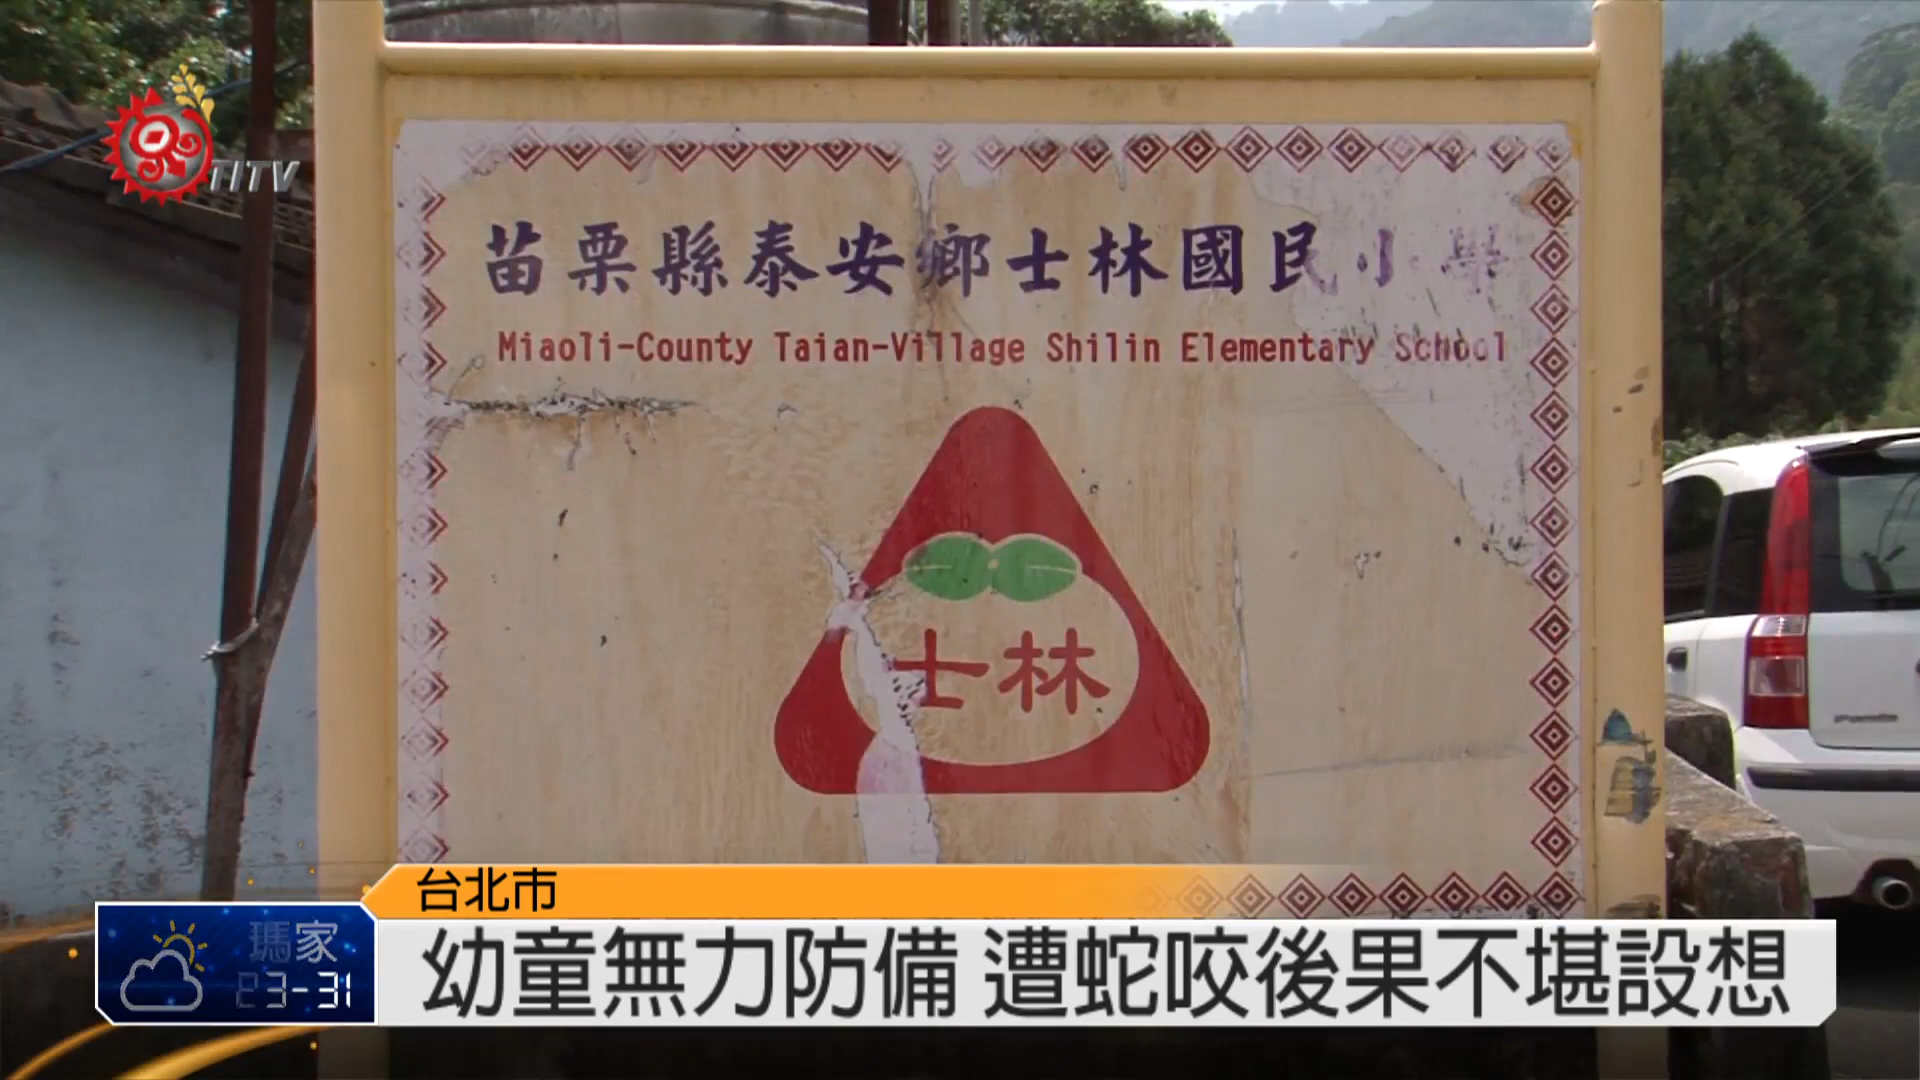 TITV
苗栗縣泰安鄉士林國民小學
Miaoli-County Taian-Village Shilin Elementary School
士林
台北市
瑪家
23-31
幼童無力防備 遭蛇咬後果不堪設想